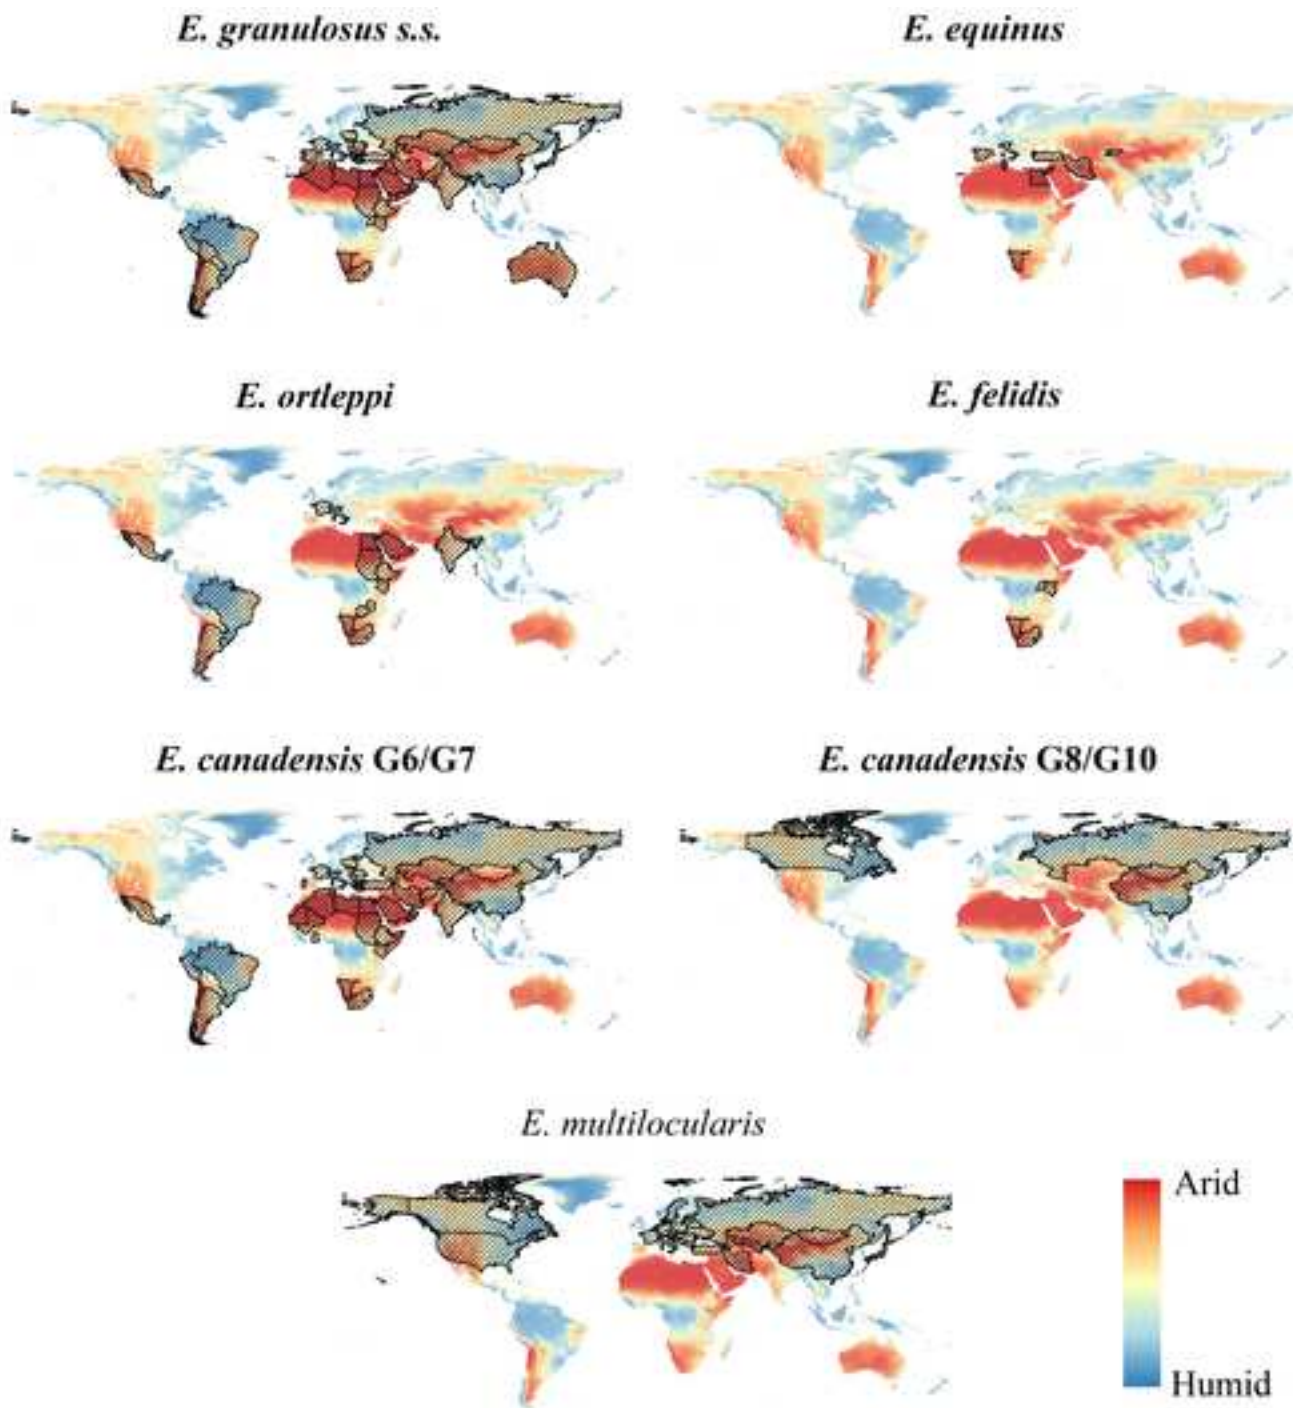 E. granulosus s.s.
E. equinus
E. ortleppi
E. felidis
E. canadensis G6/G7
E. canadensis G8/G10
E. multilocularis
Arid
Humid